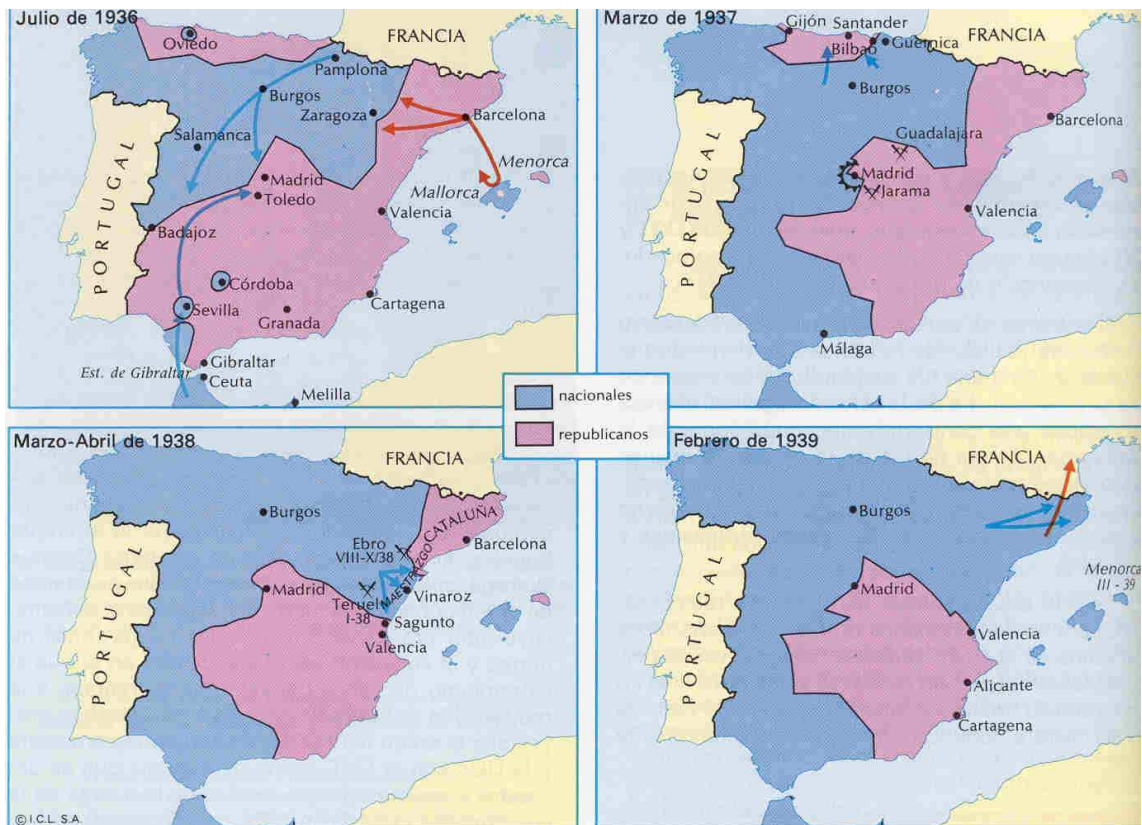 Julio de 1936
FRANCIA
Oviedo
Pamplona
Burgos
Zaragoza
Barcelona
Salamanca
Menorca
Mallorca
Madrid
Toledo
Valencia
PORTUGAL
Badajoz
Córdoba
Sevilla
Granada
Cartagena
Gibraltar
Est. de Gibraltar
Ceuta
Melilla
Marzo de 1937
Gijón
Santander
FRANCIA
Bilbao
Guernica
Burgos
Barcelona
Guadalajara
Madrid
Jarama
PORTUGAL
Valencia
Málaga
nacionales
republicanos
Marzo-Abril de 1938
FRANCIA
Burgos
CATALUÑA
Ebro
VIII-X/38
Barcelona
MAESTRAZGO
Madrid
Teruel
I-38
Vinaroz
Sagunto
Valencia
PORTUGAL
© I.C.L. S.A.
Febrero de 1939
FRANCIA
Burgos
Menorca
III - 39
Madrid
PORTUGAL
Valencia
Alicante
Cartagena